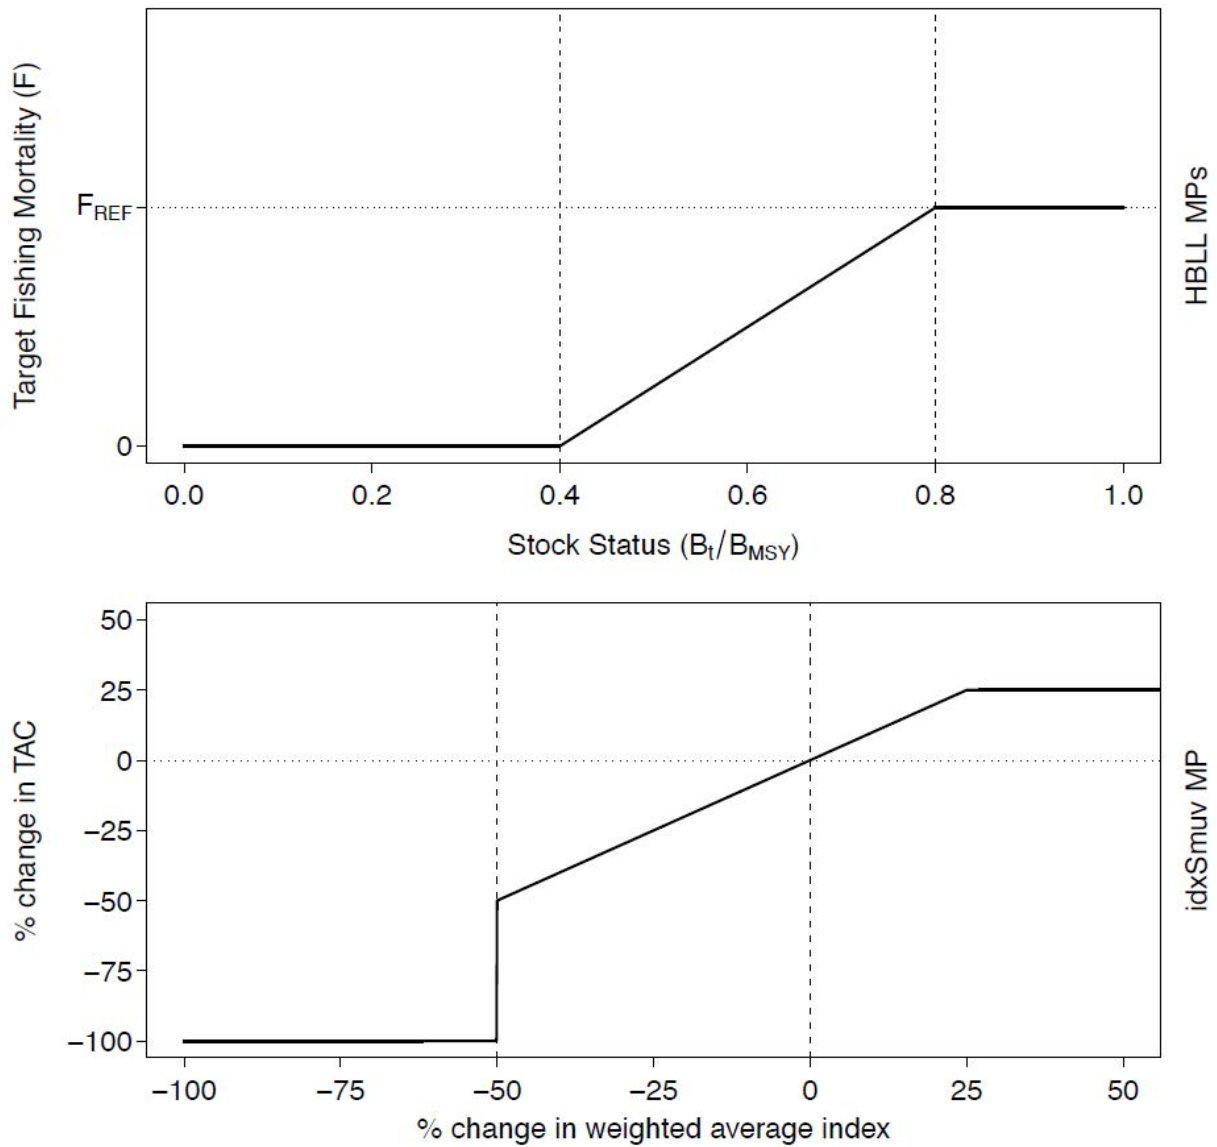 Target Fishing Mortality (F)
F_REF
0
0.0 0.2 0.4 0.6 0.8 1.0
Stock Status (B_t/B_MSY)
HBLL MPs
% change in TAC
50
25
0
−25
−50
−75
−100
−100 −75 −50 −25 0 25 50
% change in weighted average index
idxSmuv MP